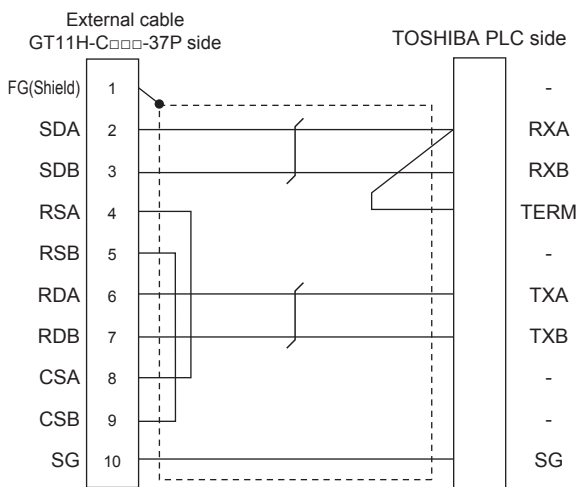 External cable
GT11H-C□□□-37P side
TOSHIBA PLC side
FG(Shield) 1 -
SDA 2 RXA
SDB 3 RXB
RSA 4 TERM
RSB 5 -
RDA 6 TXA
RDB 7 TXB
CSA 8 -
CSB 9 -
SG 10 SG